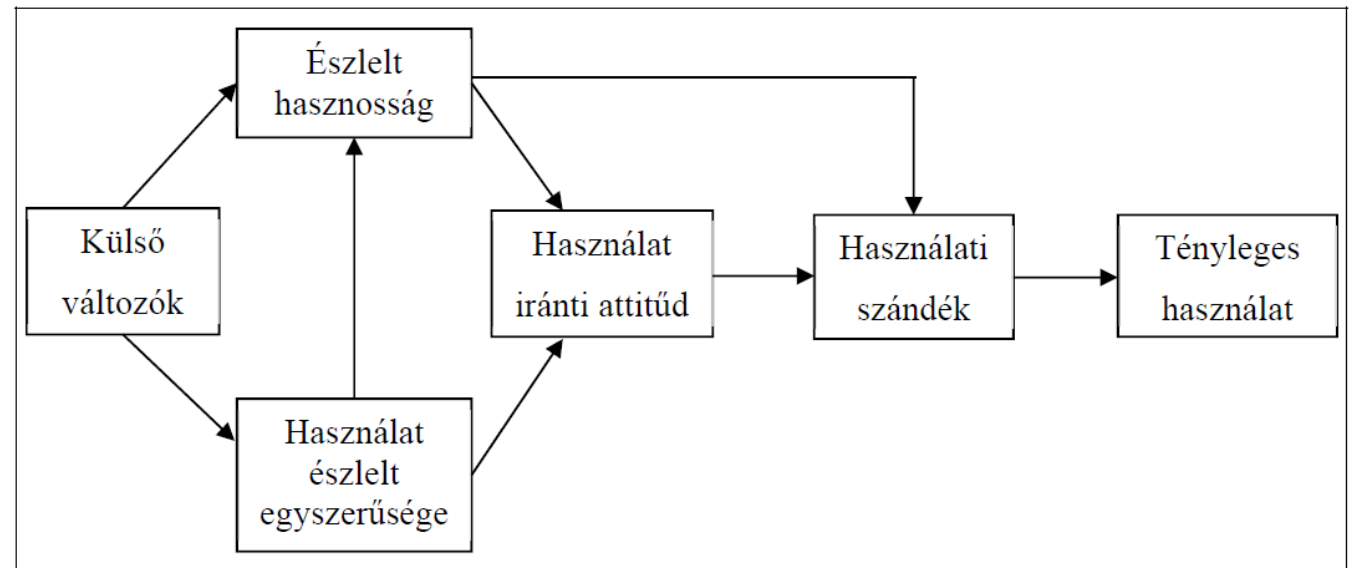 Észlelt
hasznosság
Külső
változók
Használat
iránti attitűd
Használati
szándék
Tényleges
használat
Használat
észlelt
egyszerűsége